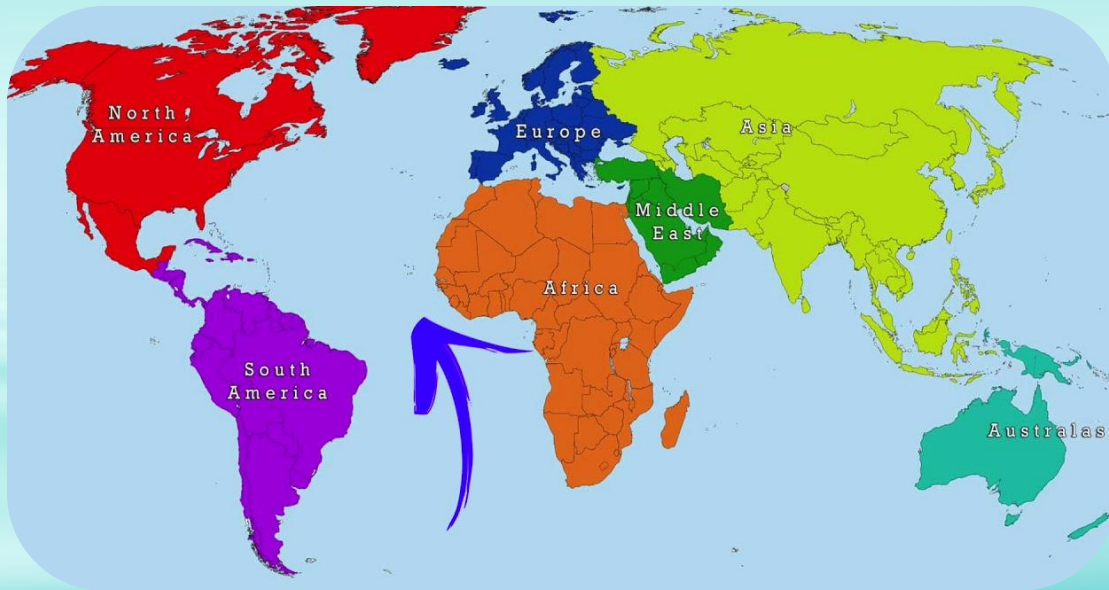 North
America
Europe
Asia
Middle
East
Africa
South
America
Australas